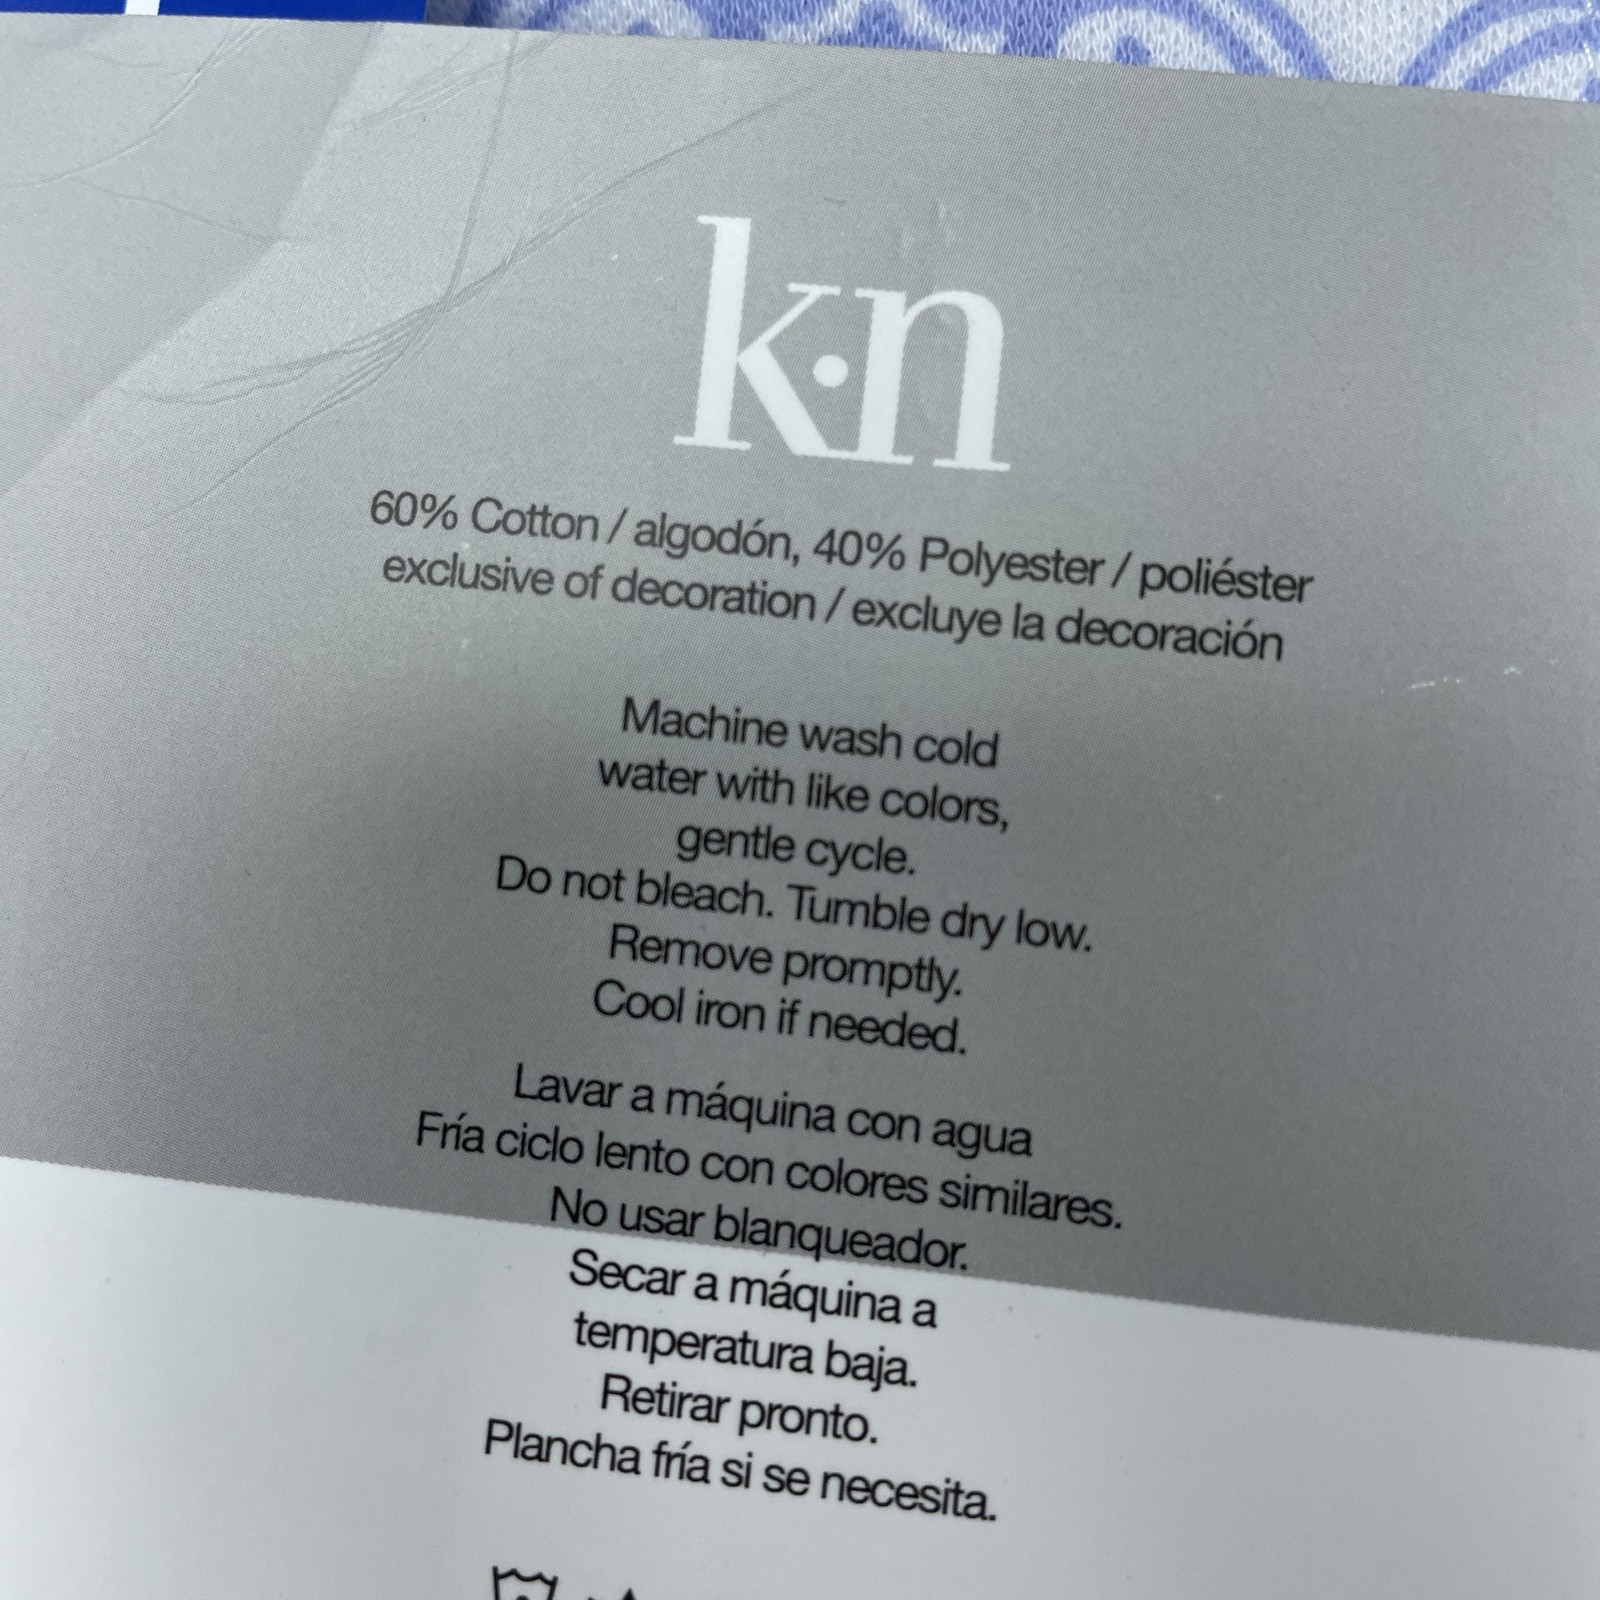 k·n
60% Cotton / algodón, 40% Polyester / poliéster
exclusive of decoration / excluye la decoración
Machine wash cold
water with like colors,
gentle cycle.
Do not bleach. Tumble dry low.
Remove promptly.
Cool iron if needed.
Lavar a máquina con agua
Fría ciclo lento con colores similares.
No usar blanqueador.
Secar a máquina a
temperatura baja.
Retirar pronto.
Plancha fría si se necesita.